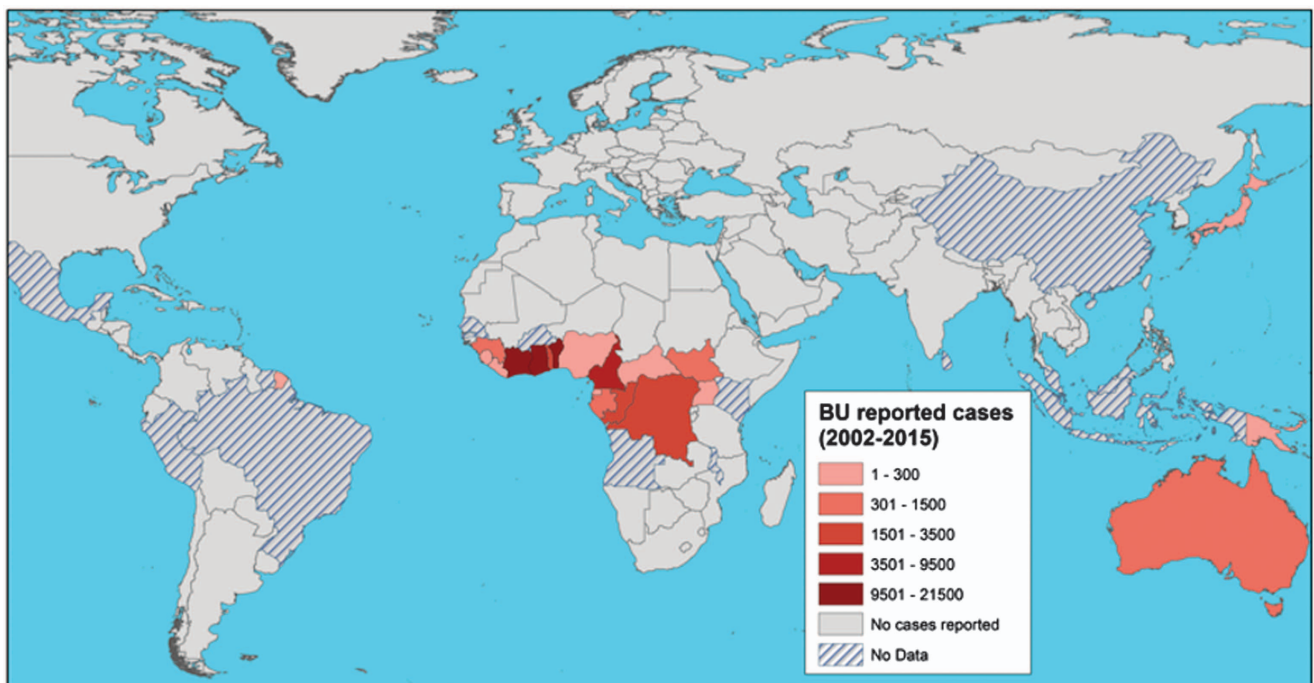 BU reported cases
(2002-2015)
1 - 300
301 - 1500
1501 - 3500
3501 - 9500
9501 - 21500
No cases reported
No Data